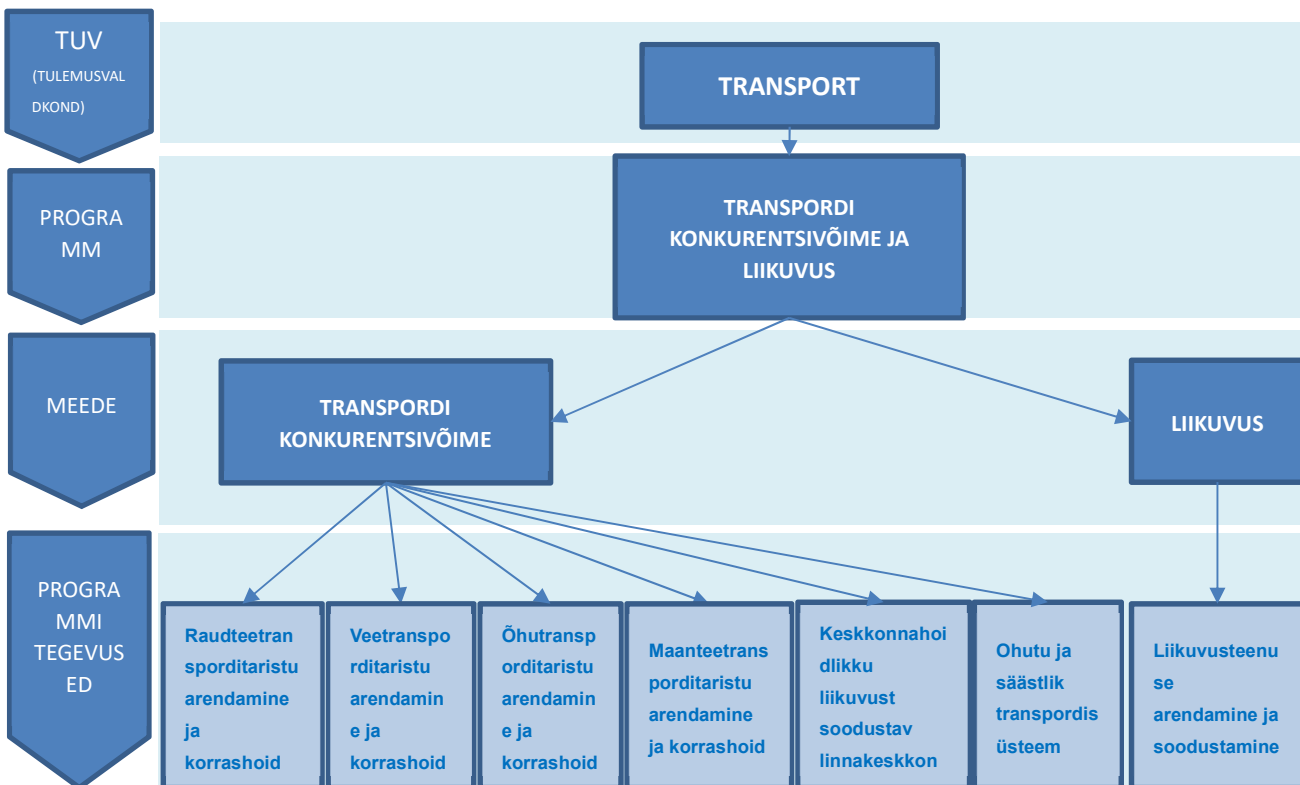 TUV
(TULEMUSVAL
DKOND)
TRANSPORT
PROGRA
MM
TRANSPORDI
KONKURENTSIVÕIME JA
LIIKUVUS
MEEDE
TRANSPORDI
KONKURENTSIVÕIME
LIIKUVUS
PROGRA
MMI
TEGEVUS
ED
Raudteetran
sporditaristu
arendamine
ja
korrashoid
Veetranspo
rditaristu
arendamin
e ja
korrashoid
Õhutransp
orditaristu
arendamin
e ja
korrashoid
Maanteetrans
porditaristu
arendamine
ja korrashoid
Keskkonnahoi
dlikku
liikuvust
soodustav
linnakeskkon
Ohutu ja
säästlik
transpordis
üsteem
Liikuvusteenu
se
arendamine ja
soodustamine